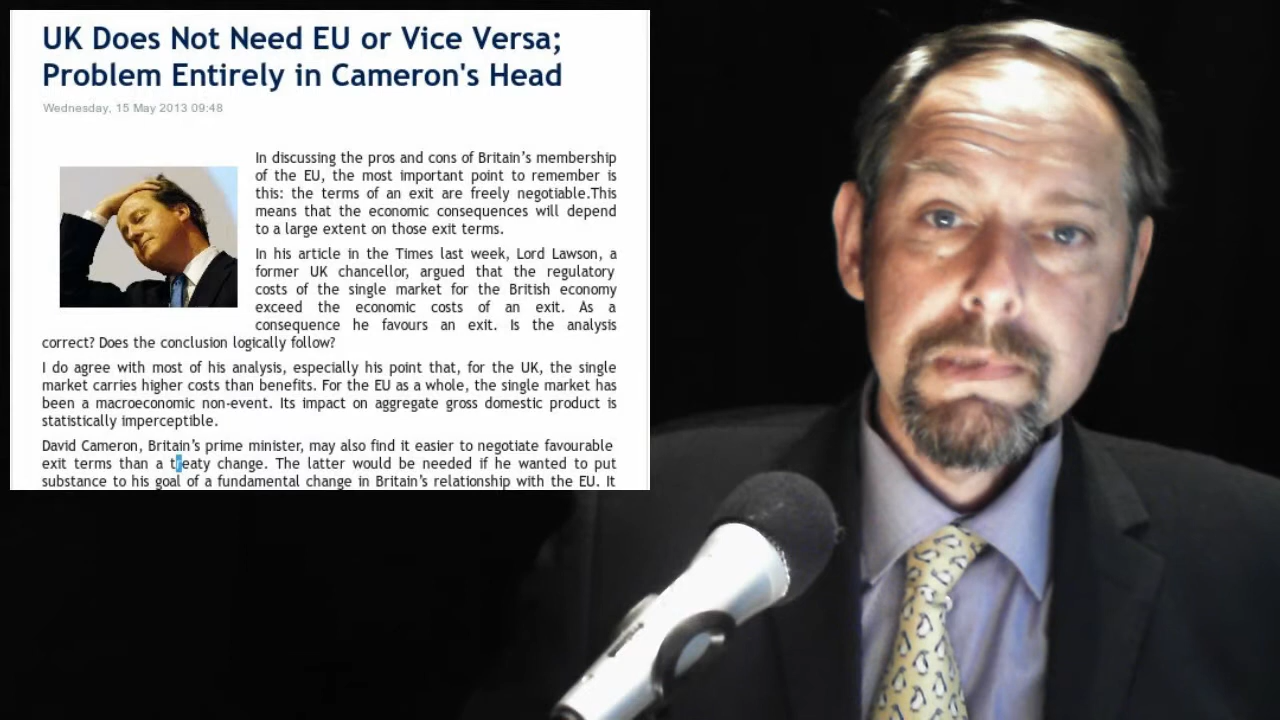 UK Does Not Need EU or Vice Versa;
Problem Entirely in Cameron's Head
Wednesday, 15 May 2013 09:48
In discussing the pros and cons of Britain’s membership
of the EU, the most important point to remember is
this: the terms of an exit are freely negotiable.This
means that the economic consequences will depend
to a large extent on those exit terms.
In his article in the Times last week, Lord Lawson, a
former UK chancellor, argued that the regulatory
costs of the single market for the British economy
exceed the economic costs of an exit. As a
consequence he favours an exit. Is the analysis
correct? Does the conclusion logically follow?
I do agree with most of his analysis, especially his point that, for the UK, the single
market carries higher costs than benefits. For the EU as a whole, the single market has
been a macroeconomic non-event. Its impact on aggregate gross domestic product is
statistically imperceptible.
David Cameron, Britain’s prime minister, may also find it easier to negotiate favourable
exit terms than a treaty change. The latter would be needed if he wanted to put
substance to his goal of a fundamental change in Britain’s relationship with the EU. It